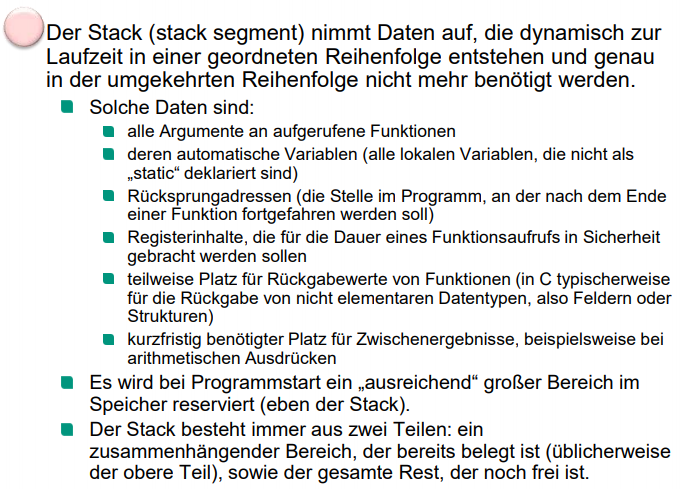 Der Stack (stack segment) nimmt Daten auf, die dynamisch zur
Laufzeit in einer geordneten Reihenfolge entstehen und genau
in der umgekehrten Reihenfolge nicht mehr benötigt werden.
Solche Daten sind:
alle Argumente an aufgerufene Funktionen
deren automatische Variablen (alle lokalen Variablen, die nicht als
„static“ deklariert sind)
Rücksprungadressen (die Stelle im Programm, an der nach dem Ende
einer Funktion fortgefahren werden soll)
Registerinhalte, die für die Dauer eines Funktionsaufrufs in Sicherheit
gebracht werden sollen
teilweise Platz für Rückgabewerte von Funktionen (in C typischerweise
für die Rückgabe von nicht elementaren Datentypen, also Feldern oder
Strukturen)
kurzfristig benötigter Platz für Zwischenergebnisse, beispielsweise bei
arithmetischen Ausdrücken
Es wird bei Programmstart ein „ausreichend“ großer Bereich im
Speicher reserviert (eben der Stack).
Der Stack besteht immer aus zwei Teilen: ein
zusammenhängender Bereich, der bereits belegt ist (üblicherweise
der obere Teil), sowie der gesamte Rest, der noch frei ist.